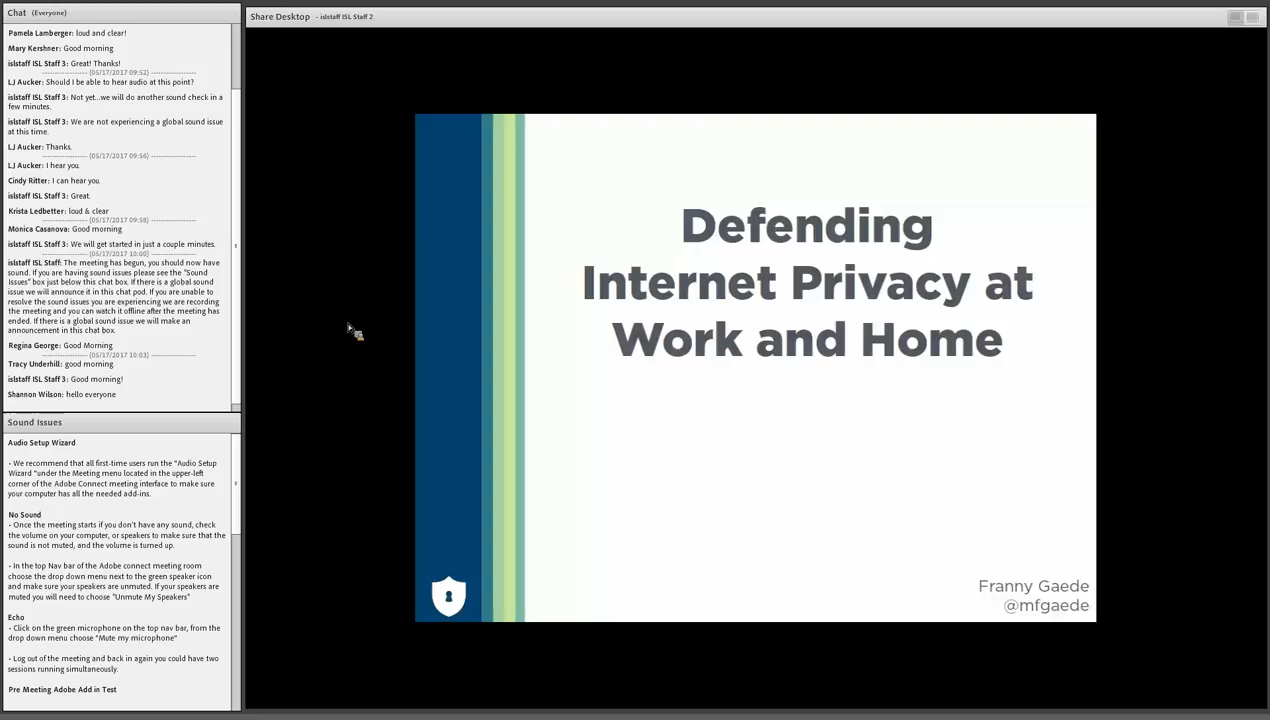 Chat (Everyone)
Pamela Lamberger: loud and clear!
Mary Kershner: Good morning
islstaff ISL Staff 3: Great! Thanks!
------------------ (05/17/2017 09:52) ------------------
LJ Aucker: Should I be able to hear audio at this point?
islstaff ISL Staff 3: Not yet...we will do another sound check in a
few minutes.
islstaff ISL Staff 3: We are not experiencing a global sound issue
at this time.
LJ Aucker: Thanks.
------------------ (05/17/2017 09:56) ------------------
LJ Aucker: I hear you.
Cindy Ritter: I can hear you.
islstaff ISL Staff 3: Great.
Krista Ledbetter: loud & clear
------------------ (05/17/2017 09:58) ------------------
Monica Casanova: Good morning
islstaff ISL Staff 3: We will get started in just a couple minutes.
------------------ (05/17/2017 10:00) ------------------
islstaff ISL Staff: The meeting has begun, you should now have
sound. If you are having sound issues please see the "Sound
Issues" box just below this chat box. If there is a global sound
issue we will announce it in this chat pod. If you are unable to
resolve the sound issues you are experiencing we are recording
the meeting and you can watch it offline after the meeting has
ended. If there is a global sound issue we will make an
announcement in this chat box.
Regina George: Good Morning
------------------ (05/17/2017 10:03) ------------------
Tracy Underhill: good morning
islstaff ISL Staff 3: Good morning!
Shannon Wilson: hello everyone
Sound Issues
Audio Setup Wizard
• We recommend that all first-time users run the "Audio Setup
Wizard "under the Meeting menu located in the upper-left
corner of the Adobe Connect meeting interface to make sure
your computer has all the needed add-ins.
No Sound
• Once the meeting starts if you don't have any sound, check
the volume on your computer, or speakers to make sure that the
sound is not muted, and the volume is turned up.
• In the top Nav bar of the Adobe connect meeting room
choose the drop down menu next to the green speaker icon
and make sure your speakers are unmuted. If your speakers are
muted you will need to choose "Unmute My Speakers"
Echo
• Click on the green microphone on the top nav bar, from the
drop down menu choose "Mute my microphone"
• Log out of the meeting and back in again you could have two
sessions running simultaneously.
Pre Meeting Adobe Add in Test
Share Desktop - islstaff ISL Staff 2
Defending
Internet Privacy at
Work and Home
Franny Gaede
@mfgaede